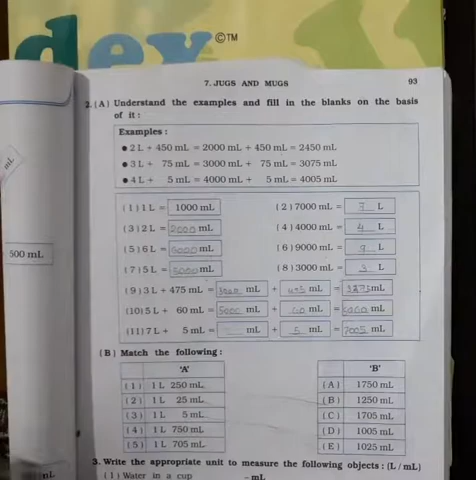 dex ©TM
7. JUGS AND MUGS 93
2. (A) Understand the examples and fill in the blanks on the basis
of it :
Examples :
● 2 L + 450 mL = 2000 mL + 450 mL = 2450 mL
● 3 L + 75 mL = 3000 mL + 75 mL = 3075 mL
● 4 L + 5 mL = 4000 mL + 5 mL = 4005 mL
mL
500 mL
(1) 1 L = 1000 mL (2) 7000 mL = 7 L
(3) 2 L = 2000 mL (4) 4000 mL = 4 L
(5) 6 L = 6000 mL (6) 9000 mL = 9 L
(7) 5 L = 5000 mL (8) 3000 mL = 3 L
(9) 3 L + 475 mL = 3000 mL + mL = mL
(10) 5 L + 60 mL = 5000 mL + 60 mL = mL
(11) 7 L + 5 mL = mL + 5 mL = 7005 mL
(B) Match the following :
'A' 'B'
(1) 1 L 250 mL (A) 1750 mL
(2) 1 L 25 mL (B) 1250 mL
(3) 1 L 5 mL (C) 1705 mL
(4) 1 L 750 mL (D) 1005 mL
(5) 1 L 705 mL (E) 1025 mL
3. Write the appropriate unit to measure the following objects : (L / mL)
(1) Water in a cup – mL
mL